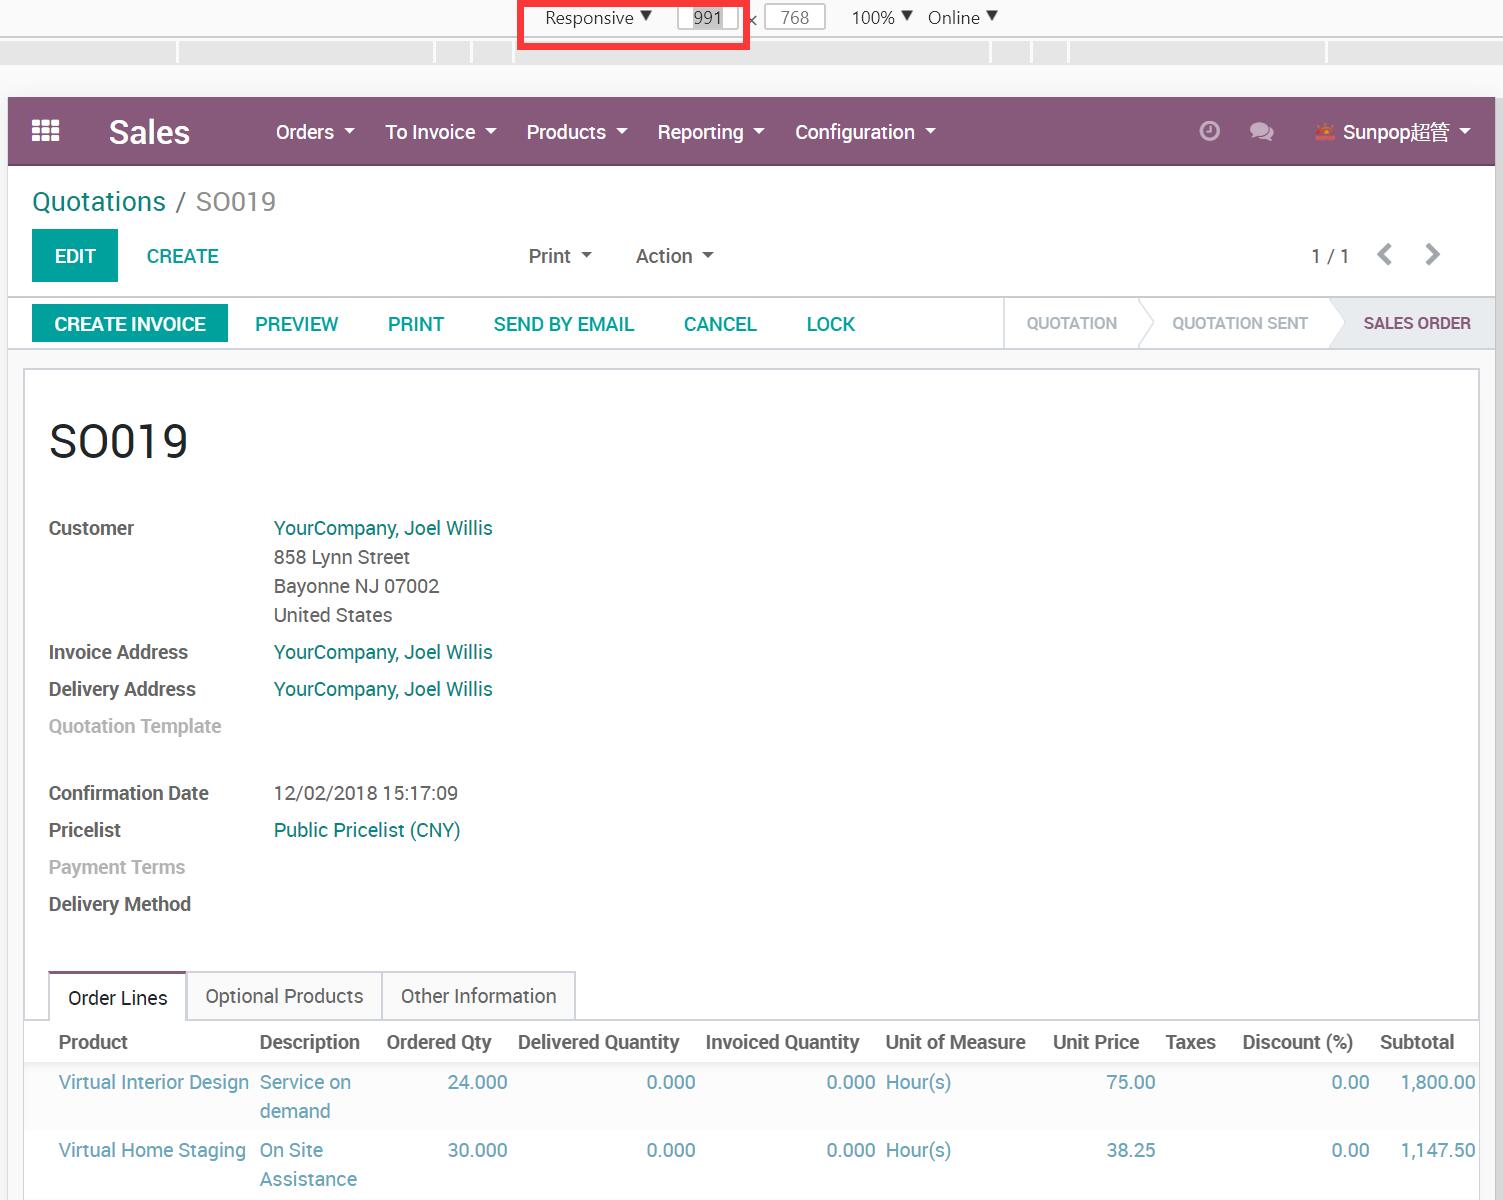 Responsive 991 × 768 100% Online
Sales Orders To Invoice Products Reporting Configuration Sunpop超管
Quotations / SO019
EDIT CREATE Print Action 1 / 1
CREATE INVOICE PREVIEW PRINT SEND BY EMAIL CANCEL LOCK QUOTATION QUOTATION SENT SALES ORDER
SO019
Customer YourCompany, Joel Willis
858 Lynn Street
Bayonne NJ 07002
United States
Invoice Address YourCompany, Joel Willis
Delivery Address YourCompany, Joel Willis
Quotation Template
Confirmation Date 12/02/2018 15:17:09
Pricelist Public Pricelist (CNY)
Payment Terms
Delivery Method
Order Lines Optional Products Other Information
Product Description Ordered Qty Delivered Quantity Invoiced Quantity Unit of Measure Unit Price Taxes Discount (%) Subtotal
Virtual Interior Design Service on 24.000 0.000 0.000 Hour(s) 75.00 0.00 1,800.00
demand
Virtual Home Staging On Site 30.000 0.000 0.000 Hour(s) 38.25 0.00 1,147.50
Assistance